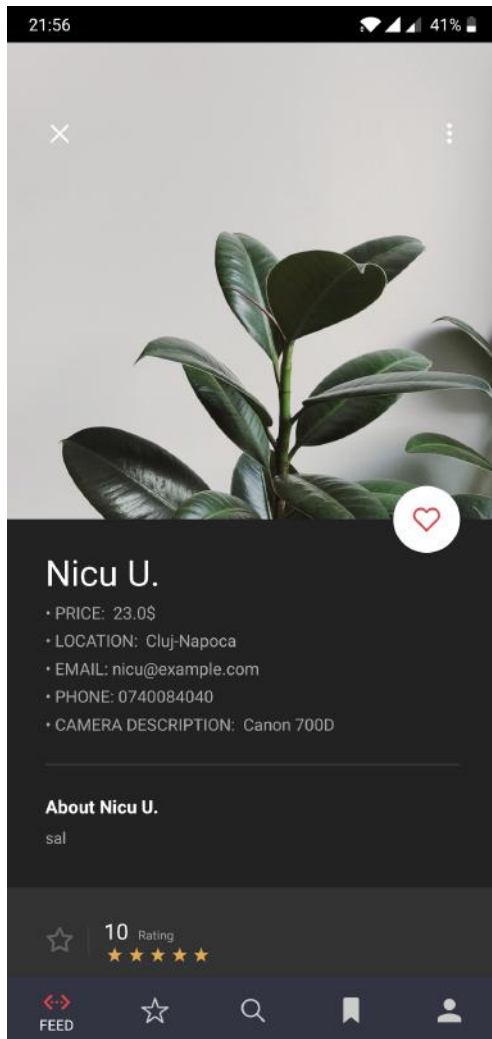 21:56
41%
Nicu U.
• PRICE: 23.0$
• LOCATION: Cluj-Napoca
• EMAIL: nicu@example.com
• PHONE: 0740084040
• CAMERA DESCRIPTION: Canon 700D
About Nicu U.
sal
10 Rating
FEED